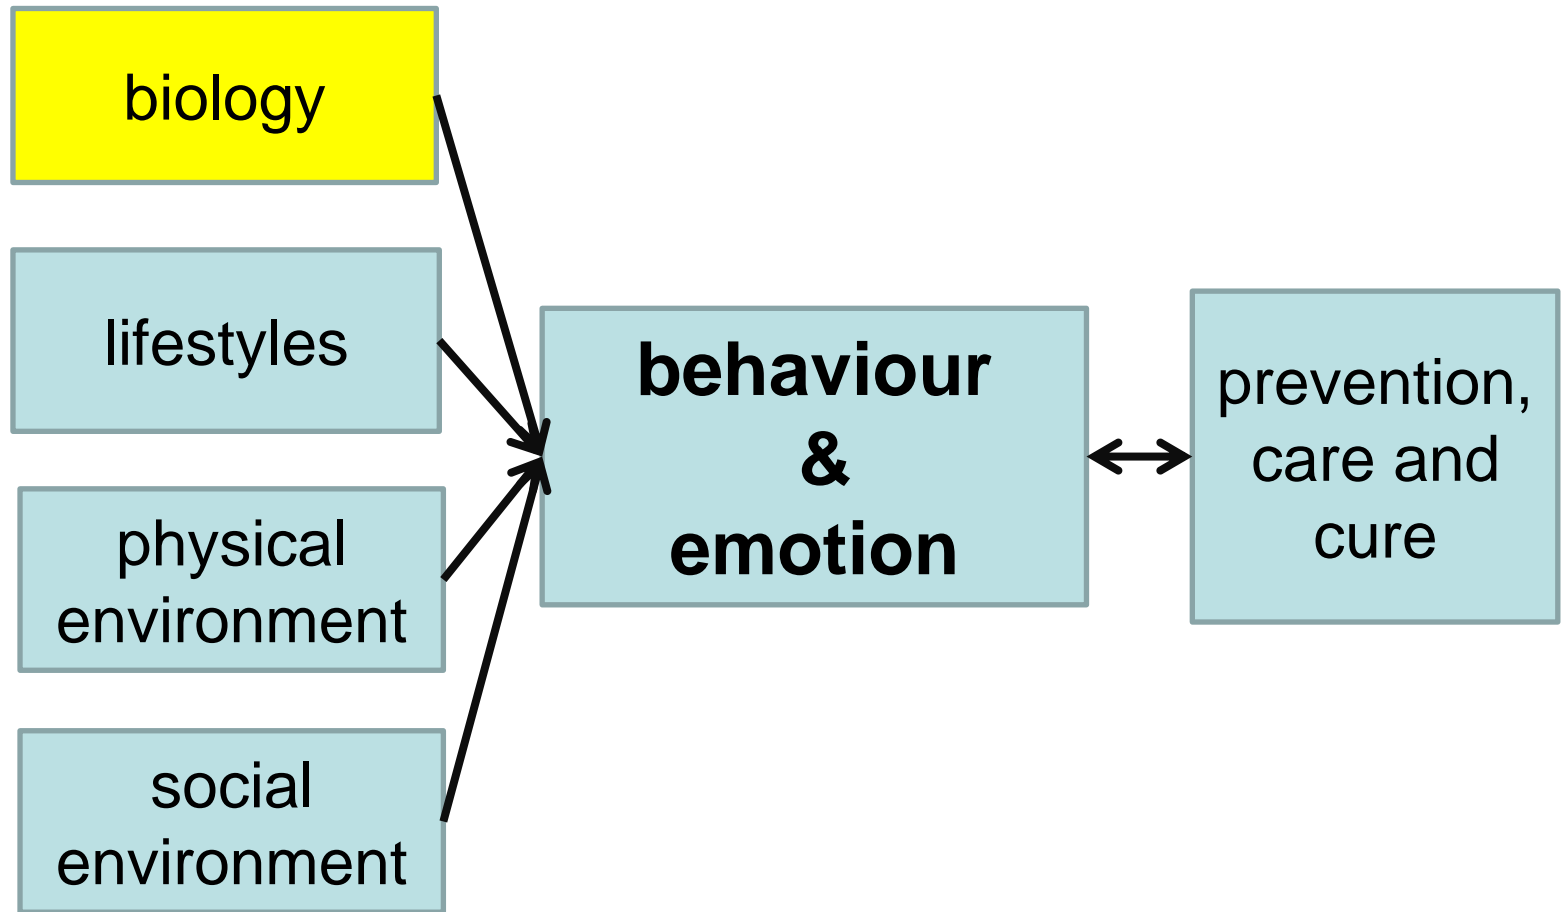 biology
lifestyles
physical
environment
social
environment
behaviour
&
emotion
prevention,
care and
cure